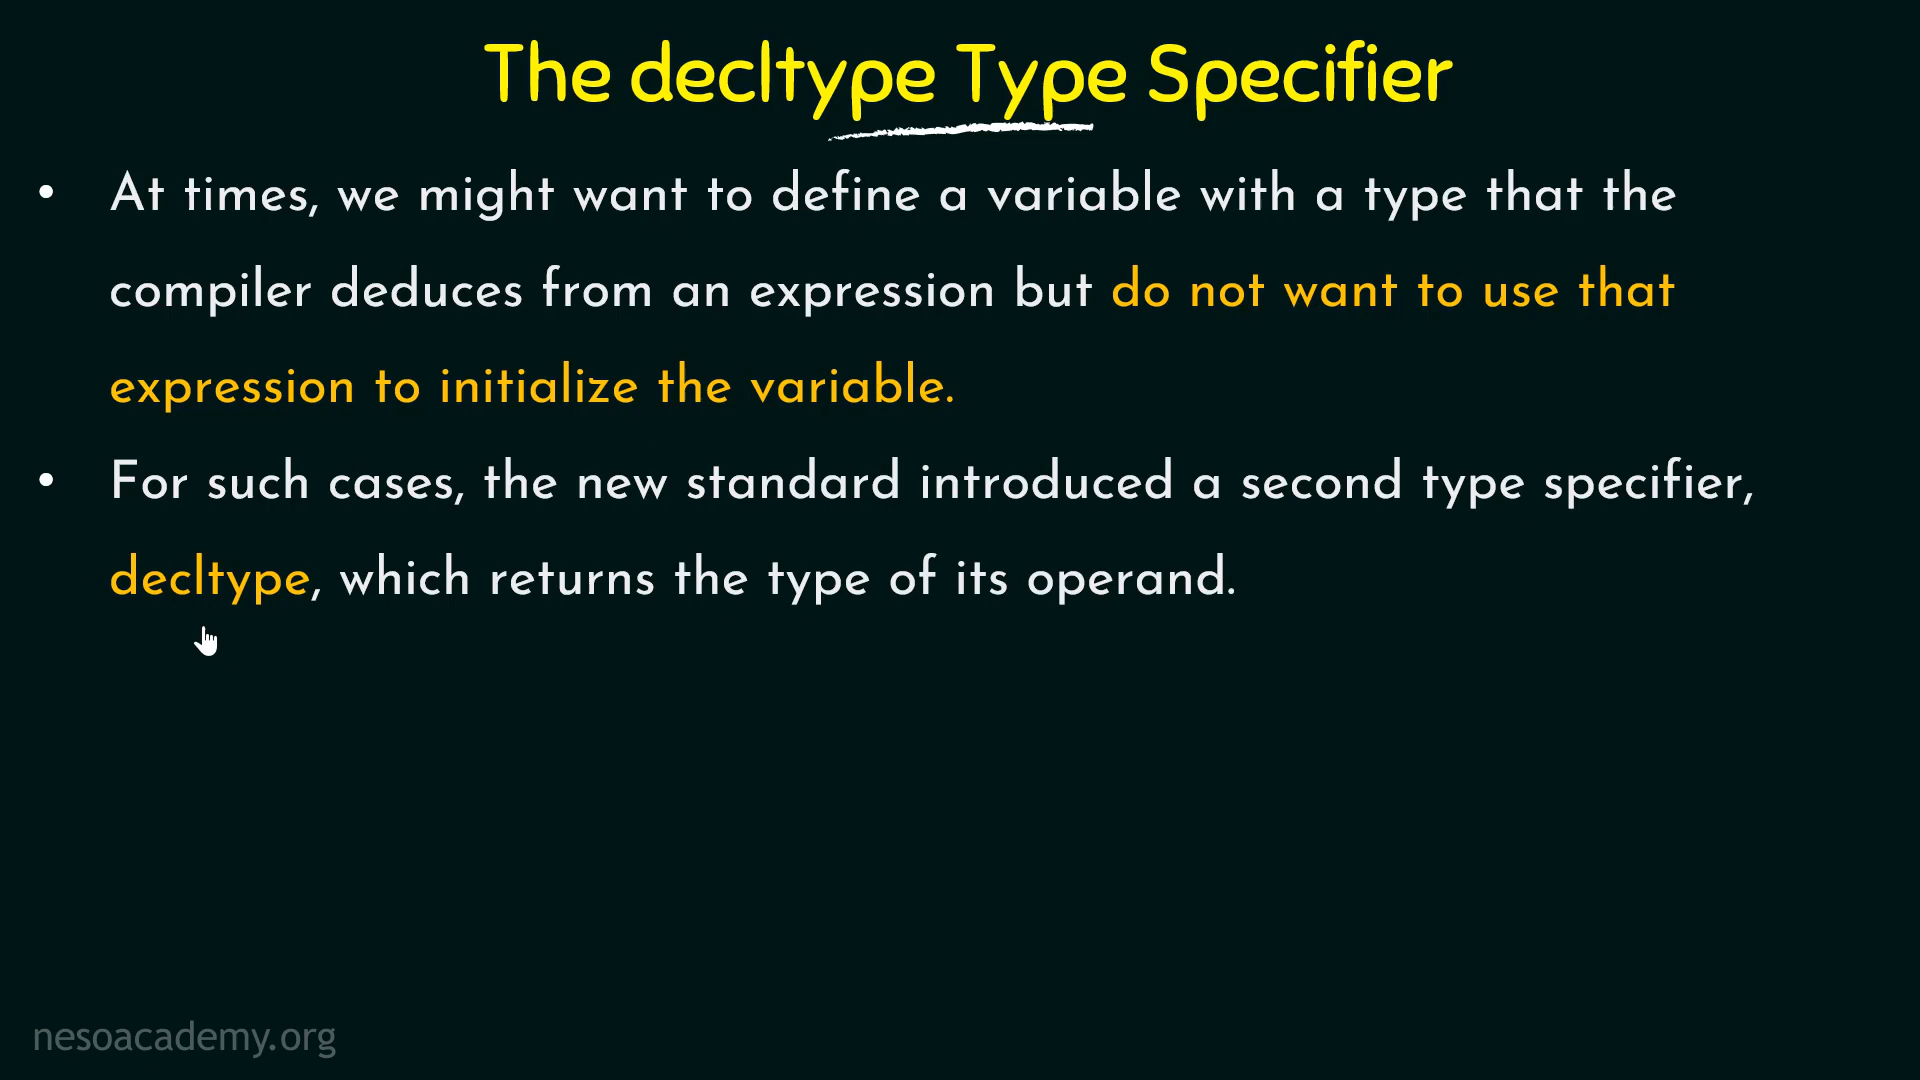 The decltype Type Specifier
• At times, we might want to define a variable with a type that the
compiler deduces from an expression but do not want to use that
expression to initialize the variable.
• For such cases, the new standard introduced a second type specifier,
decltype, which returns the type of its operand.
nesoacademy.org